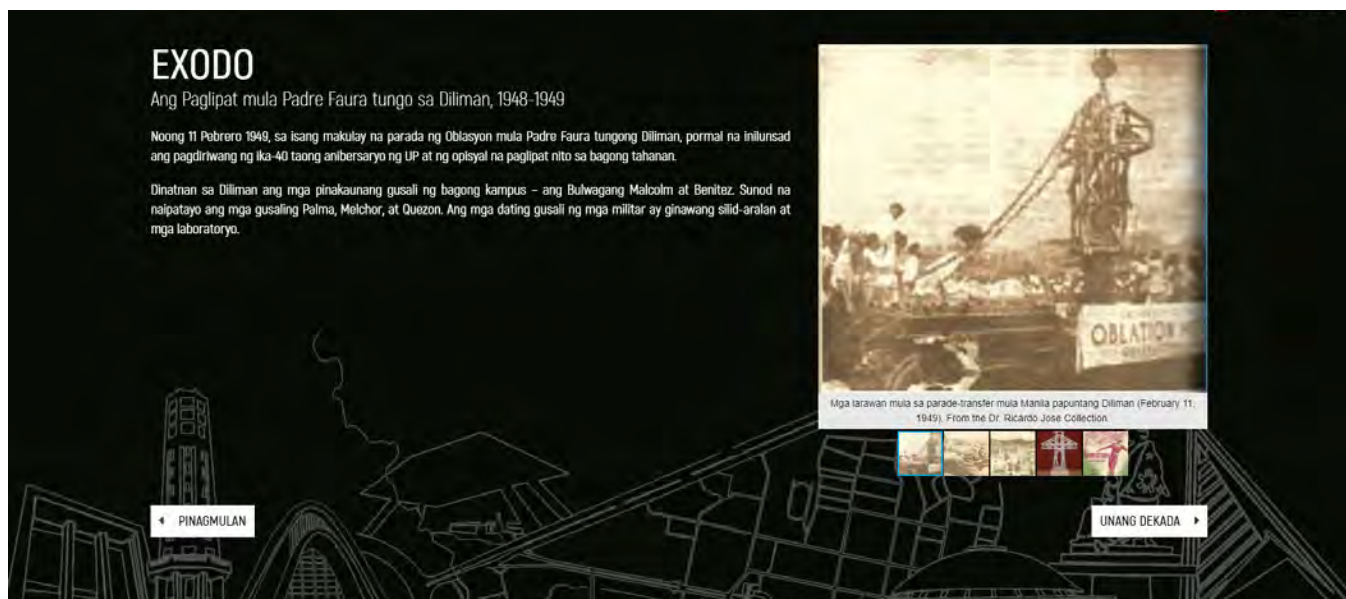 EXODO
Ang Paglipat mula Padre Faura tungo sa Diliman, 1948-1949
Noong 11 Pebrero 1949, sa isang makulay na parada ng Oblasyon mula Padre Faura tungong Diliman, pormal na inilunsad
ang pagdiriwang ng ika-40 taong anibersaryo ng UP at ng opisyal na paglipat nito sa bagong tahanan.
Dinatnan sa Diliman ang mga pinakaunang gusali ng bagong kampus – ang Bulwagang Malcolm at Benitez. Sunod na
naipatayo ang mga gusaling Palma, Melchor, at Quezon. Ang mga dating gusali ng mga militar ay ginawang silid-aralan at
mga laboratoryo.
OBLATION
Mga larawan mula sa parade-transfer mula Manila papuntang Diliman (February 11,
1949). From the Dr. Ricardo Jose Collection.
PINAGMULAN
UNANG DEKADA